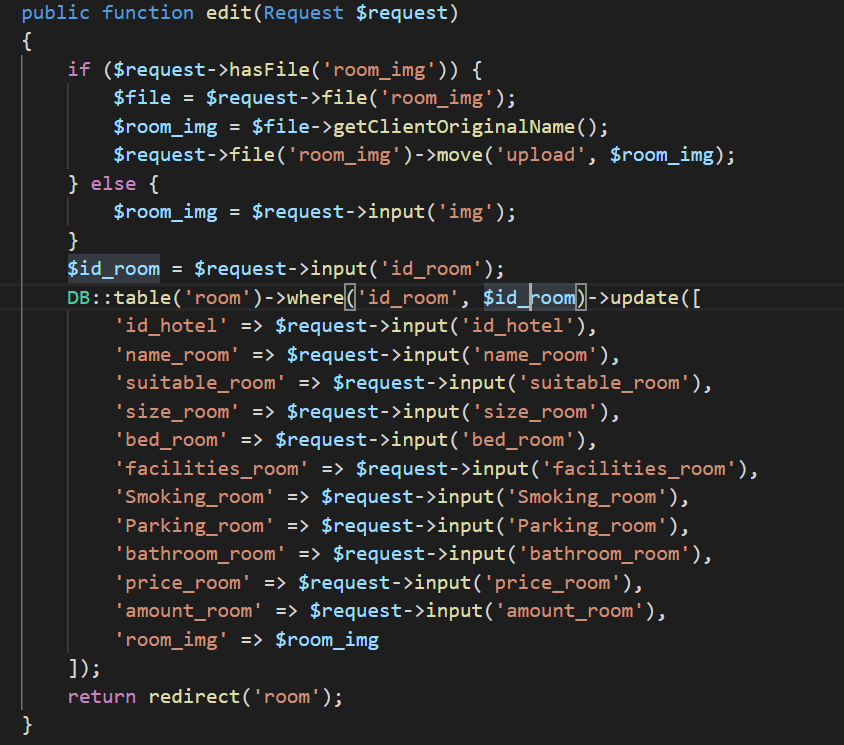 public function edit(Request $request)
{
    if ($request->hasFile('room_img')) {
        $file = $request->file('room_img');
        $room_img = $file->getClientOriginalName();
        $request->file('room_img')->move('upload', $room_img);
    } else {
        $room_img = $request->input('img');
    }
    $id_room = $request->input('id_room');
    DB::table('room')->where('id_room', $id_room)->update([
        'id_hotel' => $request->input('id_hotel'),
        'name_room' => $request->input('name_room'),
        'suitable_room' => $request->input('suitable_room'),
        'size_room' => $request->input('size_room'),
        'bed_room' => $request->input('bed_room'),
        'facilities_room' => $request->input('facilities_room'),
        'Smoking_room' => $request->input('Smoking_room'),
        'Parking_room' => $request->input('Parking_room'),
        'bathroom_room' => $request->input('bathroom_room'),
        'price_room' => $request->input('price_room'),
        'amount_room' => $request->input('amount_room'),
        'room_img' => $room_img
    ]);
    return redirect('room');
}